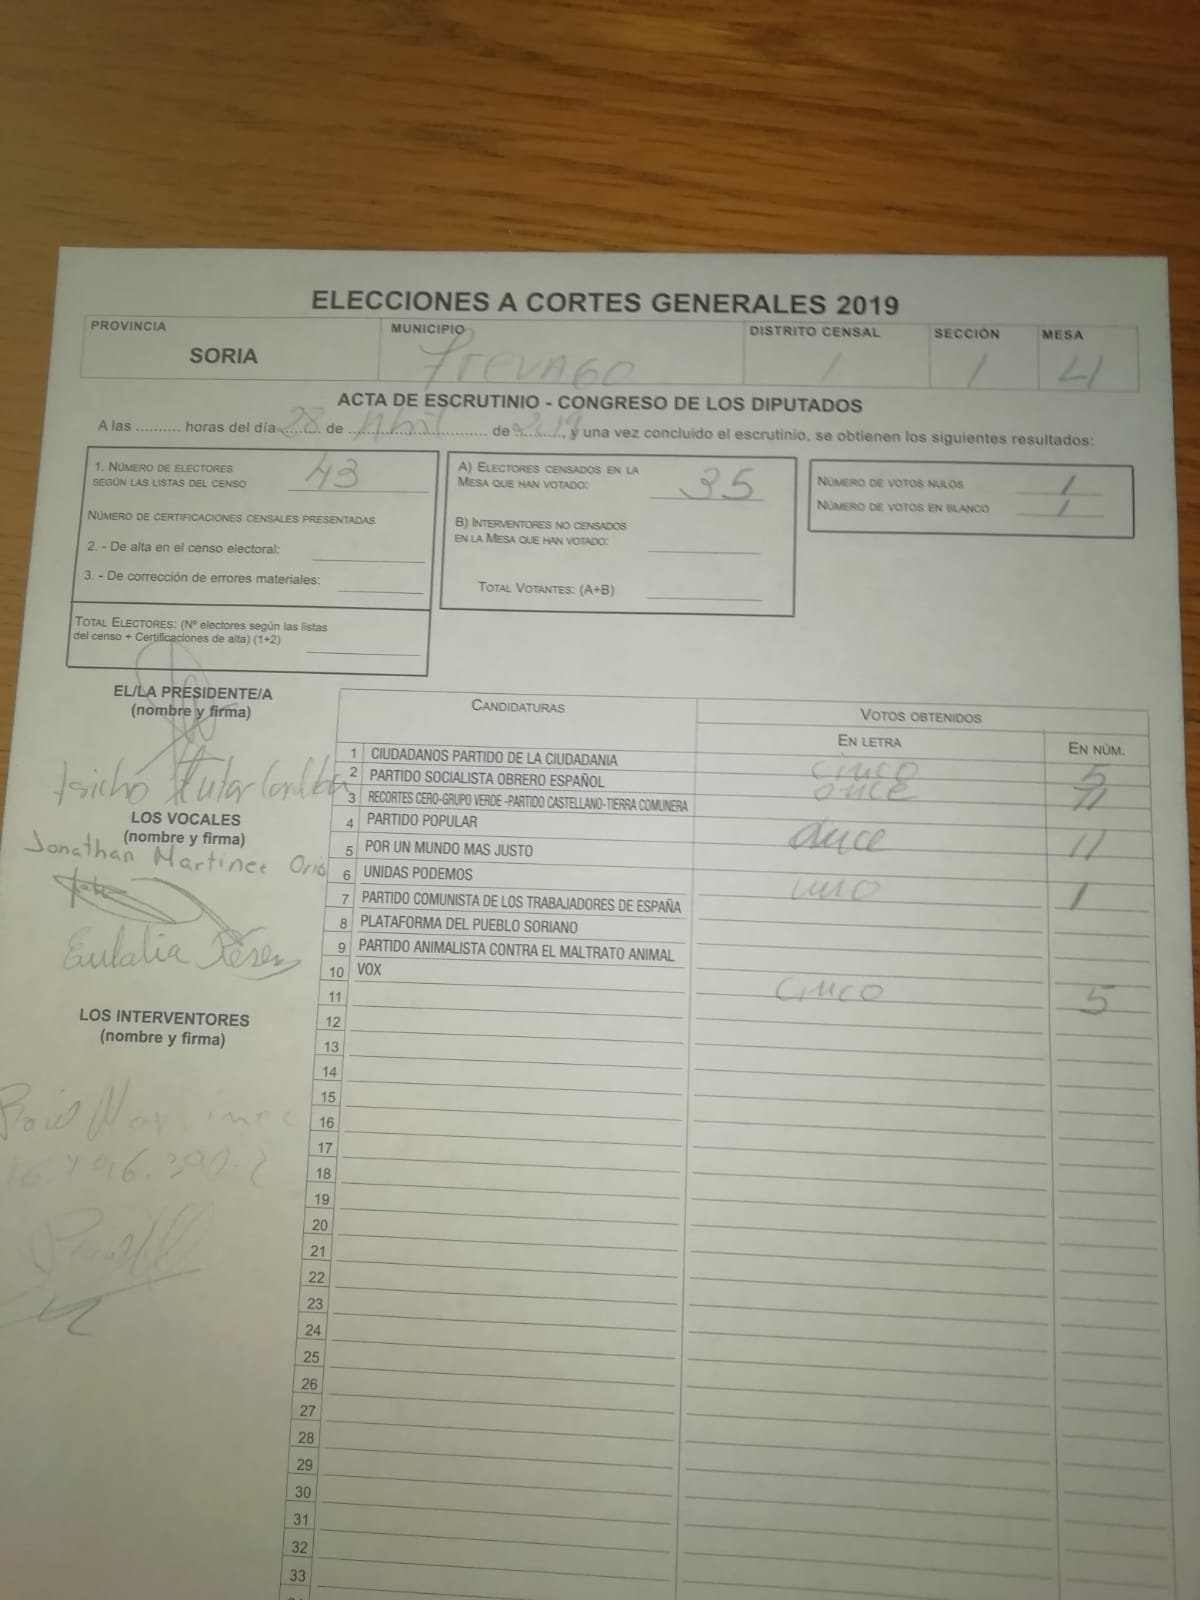 ELECCIONES A CORTES GENERALES 2019
PROVINCIA MUNICIPIO DISTRITO CENSAL SECCIÓN MESA
SORIA TREVAGO 1 1 U
ACTA DE ESCRUTINIO - CONGRESO DE LOS DIPUTADOS
A las .......... horas del día 28 de Abril de 2019, y una vez concluido el escrutinio, se obtienen los siguientes resultados:
1. NÚMERO DE ELECTORES
SEGÚN LAS LISTAS DEL CENSO 43
NÚMERO DE CERTIFICACIONES CENSALES PRESENTADAS
2. - De alta en el censo electoral:
3. - De corrección de errores materiales:
TOTAL ELECTORES: (Nº electores según las listas
del censo + Certificaciones de alta) (1+2)
A) ELECTORES CENSADOS EN LA
MESA QUE HAN VOTADO: 35
B) INTERVENTORES NO CENSADOS
EN LA MESA QUE HAN VOTADO:
TOTAL VOTANTES: (A+B)
NÚMERO DE VOTOS NULOS 1
NÚMERO DE VOTOS EN BLANCO 1
EL/LA PRESIDENTE/A
(nombre y firma)
LOS VOCALES
(nombre y firma)
Jonathan Martinez
Eulalia Pérez
LOS INTERVENTORES
(nombre y firma)
CANDIDATURAS VOTOS OBTENIDOS
EN LETRA EN NÚM.
1 CIUDADANOS PARTIDO DE LA CIUDADANIA cinco 5
2 PARTIDO SOCIALISTA OBRERO ESPAÑOL once 11
3 RECORTES CERO-GRUPO VERDE -PARTIDO CASTELLANO-TIERRA COMUNERA
4 PARTIDO POPULAR once 11
5 POR UN MUNDO MAS JUSTO
6 UNIDAS PODEMOS uno 1
7 PARTIDO COMUNISTA DE LOS TRABAJADORES DE ESPAÑA
8 PLATAFORMA DEL PUEBLO SORIANO
9 PARTIDO ANIMALISTA CONTRA EL MALTRATO ANIMAL
10 VOX cinco 5
11
12
13
14
15
16
17
18
19
20
21
22
23
24
25
26
27
28
29
30
31
32
33